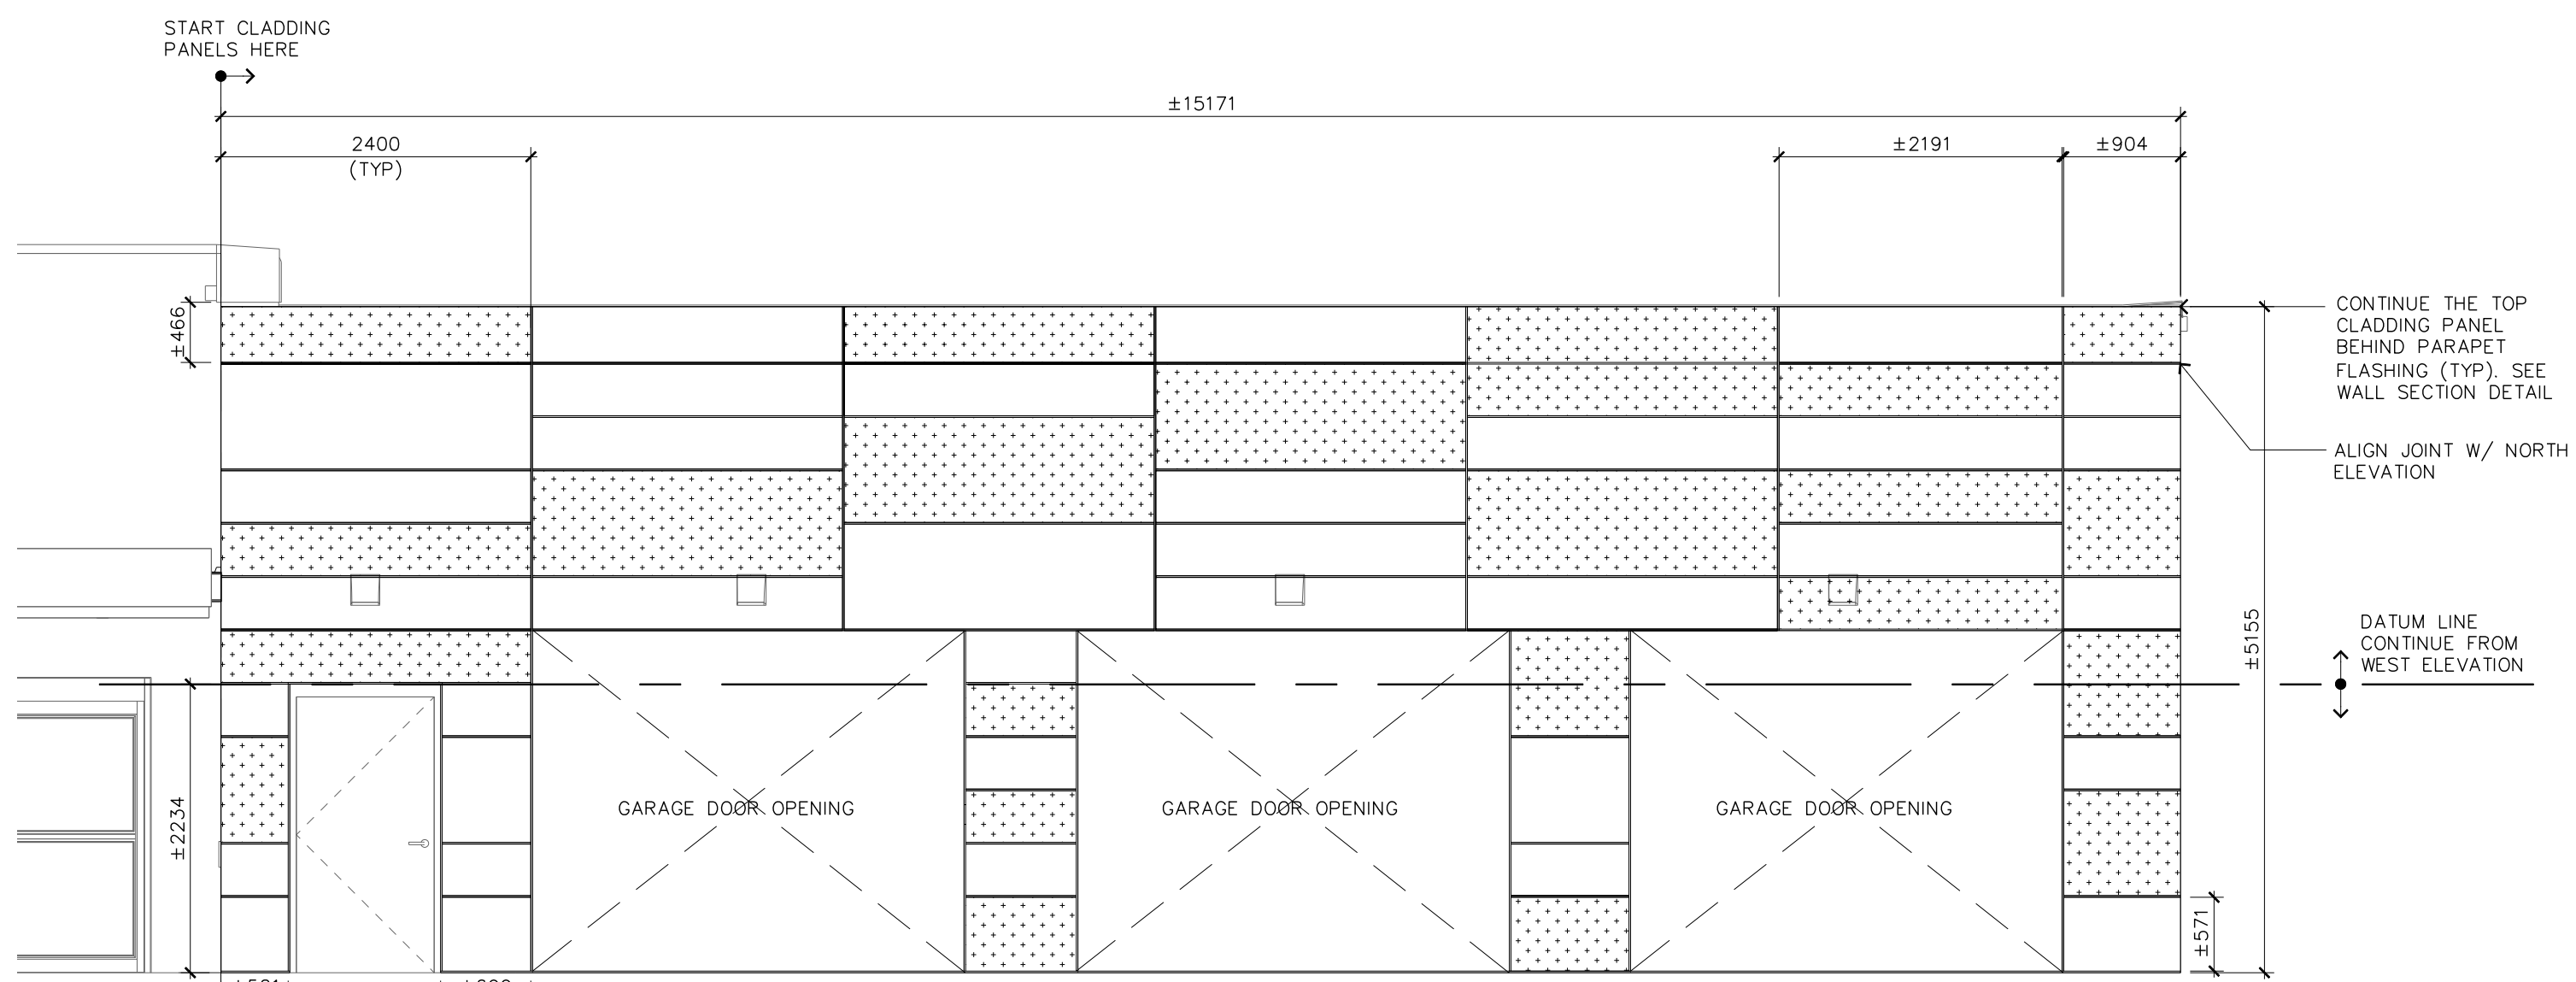 START CLADDING
PANELS HERE
±15171
2400
(TYP)
±2191
±904
±466
CONTINUE THE TOP
CLADDING PANEL
BEHIND PARAPET
FLASHING (TYP). SEE
WALL SECTION DETAIL
ALIGN JOINT W/ NORTH
ELEVATION
±5155
DATUM LINE
CONTINUE FROM
WEST ELEVATION
±2234
GARAGE DOOR OPENING
GARAGE DOOR OPENING
GARAGE DOOR OPENING
±571